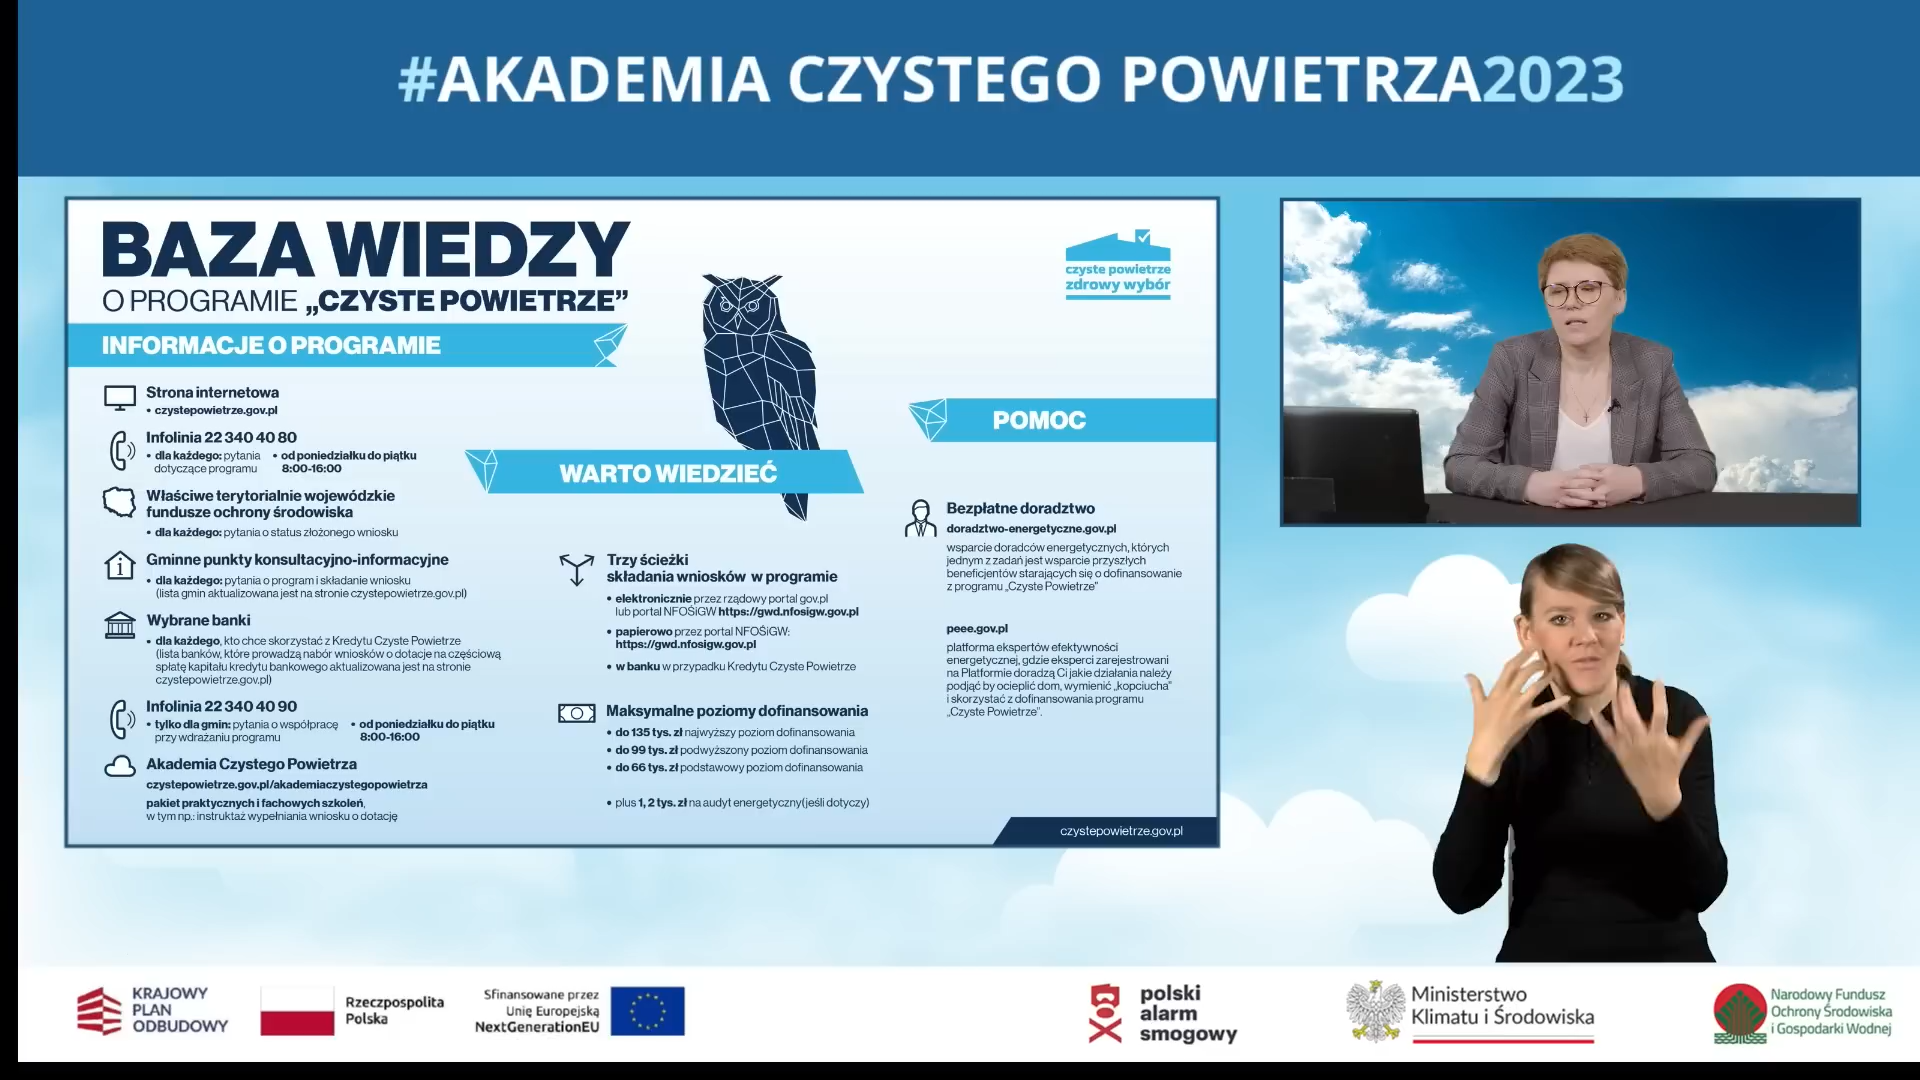 #AKADEMIA CZYSTEGO POWIETRZA2023
BAZA WIEDZY
O PROGRAMIE „CZYSTE POWIETRZE”
INFORMACJE O PROGRAMIE
Strona internetowa
• czystepowietrze.gov.pl
Infolinia 22 340 40 80
• dla każdego: pytania
dotyczące programu
• od poniedziałku do piątku
8:00-16:00
Właściwe terytorialnie wojewódzkie
fundusze ochrony środowiska
• dla każdego: pytania o status złożonego wniosku
Gminne punkty konsultacyjno-informacyjne
• dla każdego: pytania o program i składanie wniosku
(lista gmin aktualizowana jest na stronie czystepowietrze.gov.pl)
Wybrane banki
• dla każdego, kto chce skorzystać z Kredytu Czyste Powietrze
(lista banków, które prowadzą nabór wniosków o dotacje na częściową
spłatę kapitału kredytu bankowego aktualizowana jest na stronie
czystepowietrze.gov.pl)
Infolinia 22 340 40 90
• tylko dla gmin: pytania o współpracę
przy wdrażaniu programu
• od poniedziałku do piątku
8:00-16:00
Akademia Czystego Powietrza
czystepowietrze.gov.pl/akademiaczystegopowietrza
pakiet praktycznych i fachowych szkoleń,
w tym np.: instruktaż wypełniania wniosku o dotację
WARTO WIEDZIEĆ
Trzy ścieżki
składania wniosków w programie
• elektronicznie przez rządowy portal gov.pl
lub portal NFOŚiGW https://gwd.nfosigw.gov.pl
• papierowo przez portal NFOŚiGW:
https://gwd.nfosigw.gov.pl
• w banku w przypadku Kredytu Czyste Powietrze
Maksymalne poziomy dofinansowania
• do 135 tys. zł najwyższy poziom dofinansowania
• do 99 tys. zł podwyższony poziom dofinansowania
• do 66 tys. zł podstawowy poziom dofinansowania
• plus 1, 2 tys. zł na audyt energetyczny(jeśli dotyczy)
czyste powietrze
zdrowy wybór
POMOC
Bezpłatne doradztwo
doradztwo-energetyczne.gov.pl
wsparcie doradców energetycznych, których
jednym z zadań jest wsparcie przyszłych
beneficjentów starających się o dofinansowanie
z programu „Czyste Powietrze”
peee.gov.pl
platforma ekspertów efektywności
energetycznej, gdzie eksperci zarejestrowani
na Platformie doradzą Ci jakie działania należy
podjąć by ocieplić dom, wymienić „kopciucha”
i skorzystać z dofinansowania programu
„Czyste Powietrze”.
czystepowietrze.gov.pl
KRAJOWY
PLAN
ODBUDOWY
Rzeczpospolita
Polska
Sfinansowane przez
Unię Europejską
NextGenerationEU
polski
alarm
smogowy
Ministerstwo
Klimatu i Środowiska
Narodowy Fundusz
Ochrony Środowiska
i Gospodarki Wodnej